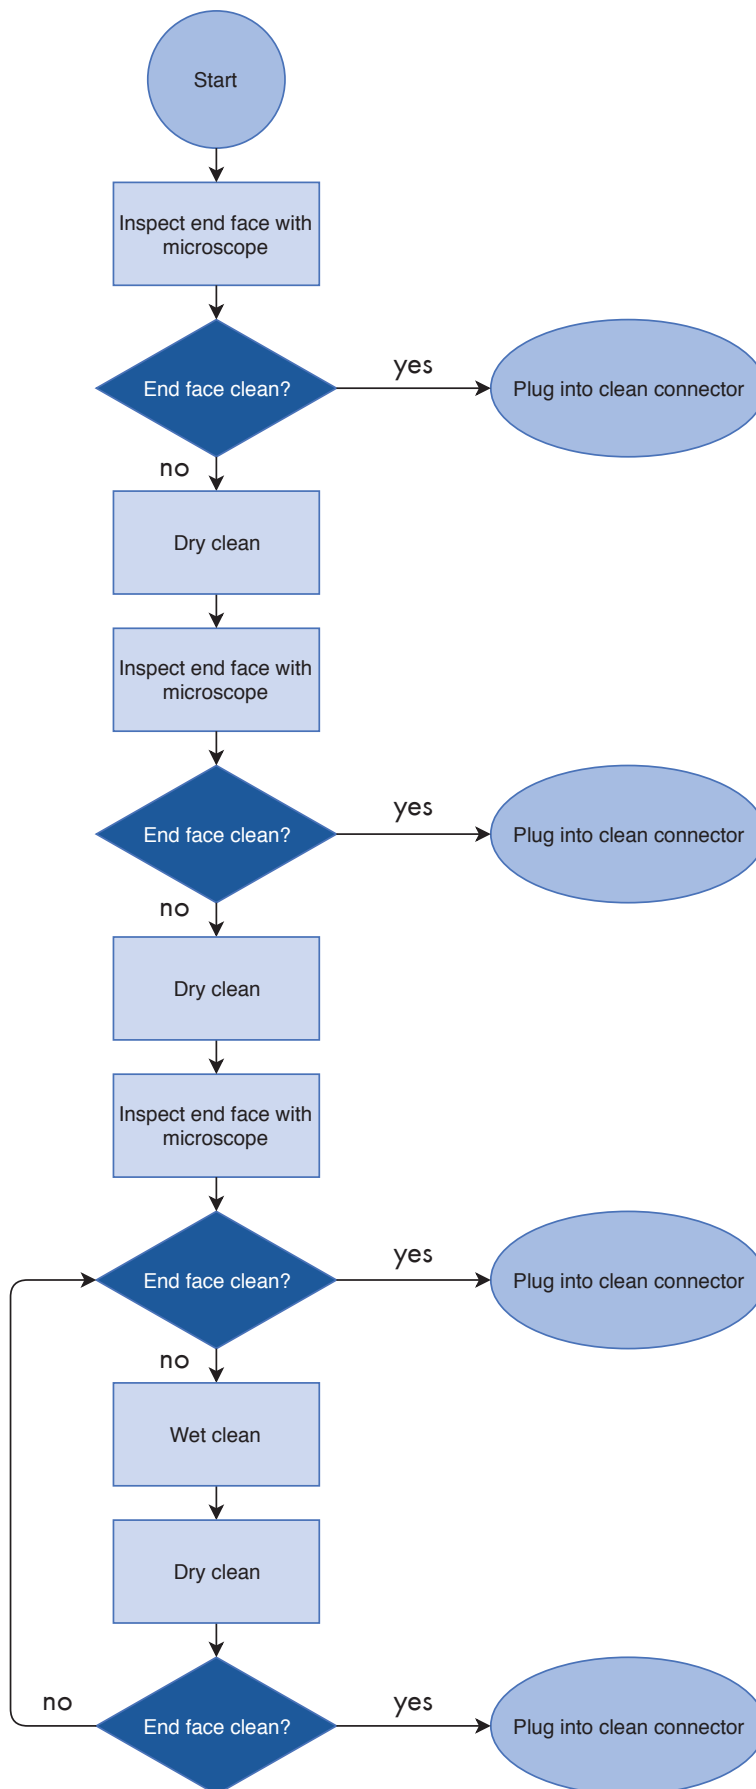 Start
Inspect end face with
microscope
End face clean?
yes
Plug into clean connector
no
Dry clean
Inspect end face with
microscope
End face clean?
yes
Plug into clean connector
no
Dry clean
Inspect end face with
microscope
End face clean?
yes
Plug into clean connector
no
Wet clean
Dry clean
no
End face clean?
yes
Plug into clean connector